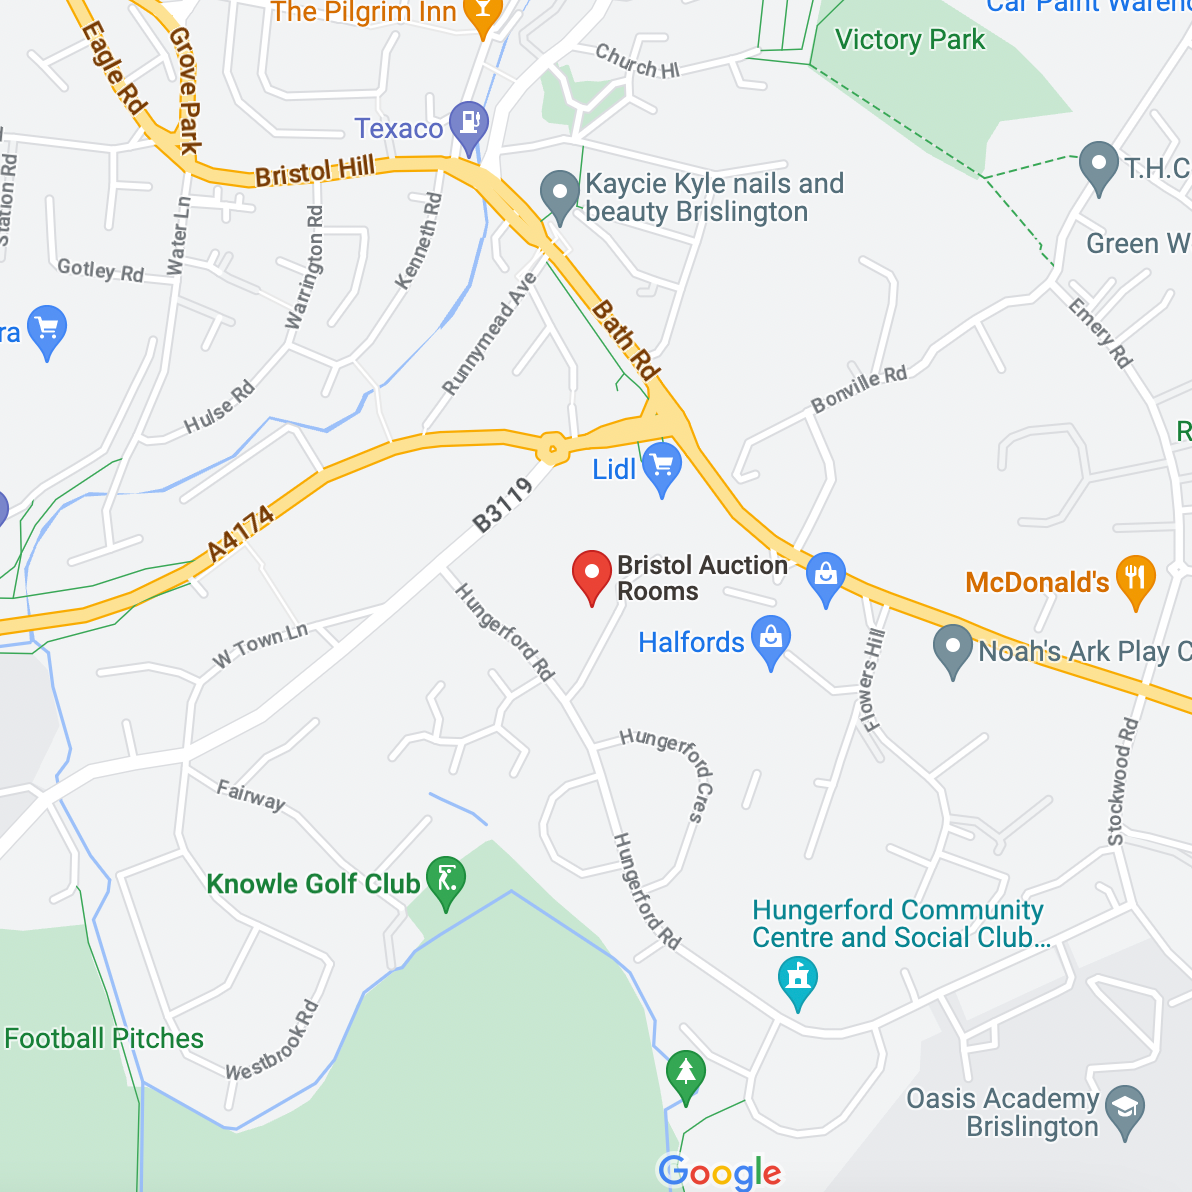 The Pilgrim Inn
Church Hl
Victory Park
Eagle Rd
Grove Park
Texaco
Bristol Hill
Kaycie Kyle nails and
beauty Brislington
T.H.C
Green W
Station Rd
Water Ln
Gotley Rd
Warrington Rd
Kenneth Rd
Runnymead Ave
Bath Rd
Emery Rd
ra
Hulse Rd
Bonville Rd
R
Lidl
B3119
A4174
Bristol Auction
Rooms
McDonald's
Halfords
Hungerford Rd
W Town Ln
Flowers Hill
Noah's Ark Play C
Hungerford Cres
Stockwood Rd
Fairway
Knowle Golf Club
Hungerford Rd
Hungerford Community
Centre and Social Club...
Football Pitches
Westbrook Rd
Oasis Academy
Brislington
Google